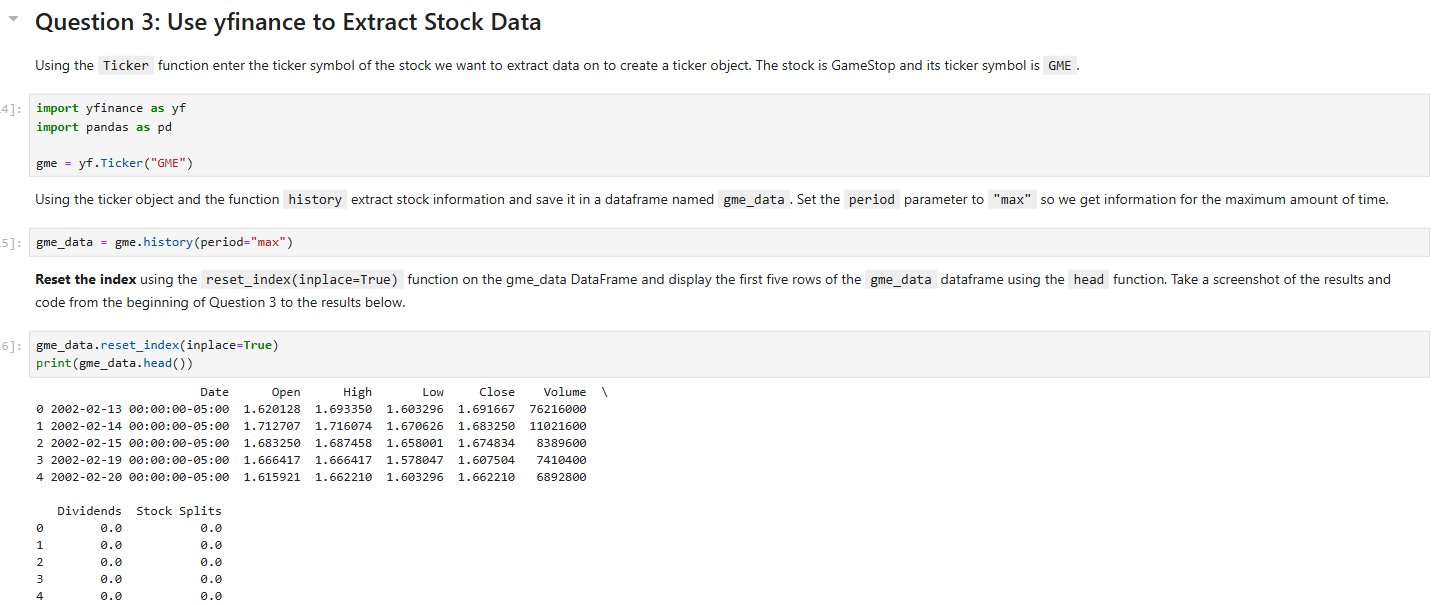 Question 3: Use yfinance to Extract Stock Data
Using the Ticker function enter the ticker symbol of the stock we want to extract data on to create a ticker object. The stock is GameStop and its ticker symbol is GME.
4]: import yfinance as yf
import pandas as pd
gme = yf.Ticker("GME")
Using the ticker object and the function history extract stock information and save it in a dataframe named gme_data. Set the period parameter to "max" so we get information for the maximum amount of time.
5]: gme_data = gme.history(period="max")
Reset the index using the reset_index(inplace=True) function on the gme_data DataFrame and display the first five rows of the gme_data dataframe using the head function. Take a screenshot of the results and
code from the beginning of Question 3 to the results below.
6]: gme_data.reset_index(inplace=True)
print(gme_data.head())
Date Open High Low Close Volume \
0 2002-02-13 00:00:00-05:00 1.620128 1.693350 1.603296 1.691667 76216000
1 2002-02-14 00:00:00-05:00 1.712707 1.716074 1.670626 1.683250 11021600
2 2002-02-15 00:00:00-05:00 1.683250 1.687458 1.658001 1.674834 8389600
3 2002-02-19 00:00:00-05:00 1.666417 1.666417 1.578047 1.607504 7410400
4 2002-02-20 00:00:00-05:00 1.615921 1.662210 1.603296 1.662210 6892800
Dividends Stock Splits
0 0.0 0.0
1 0.0 0.0
2 0.0 0.0
3 0.0 0.0
4 0.0 0.0